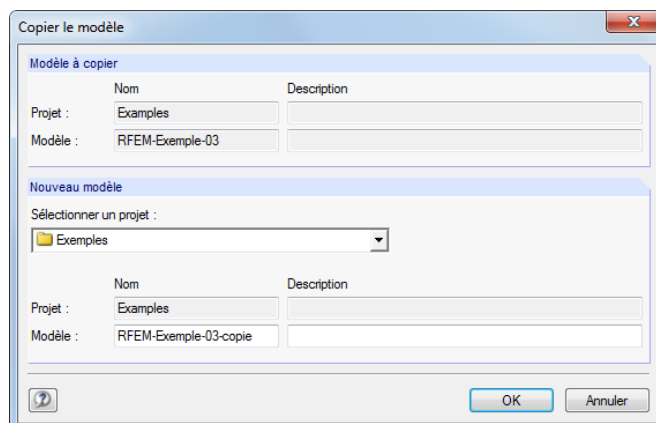 Copier le modèle
Modèle à copier
Nom Description
Projet : Examples
Modèle : RFEM-Exemple-03
Nouveau modèle
Sélectionner un projet :
Exemples
Nom Description
Projet : Examples
Modèle : RFEM-Exemple-03-copie
OK Annuler